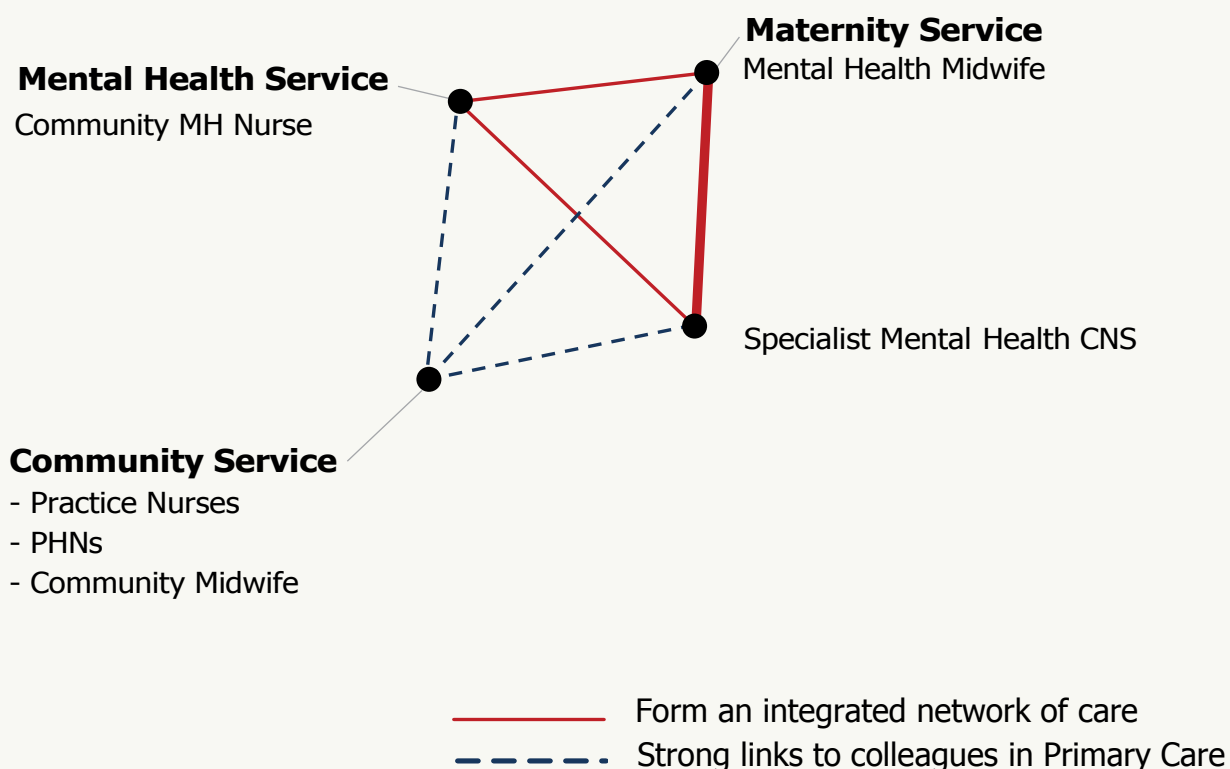 Maternity Service
Mental Health Midwife
Mental Health Service
Community MH Nurse
Specialist Mental Health CNS
Community Service
- Practice Nurses
- PHNs
- Community Midwife
Form an integrated network of care
Strong links to colleagues in Primary Care